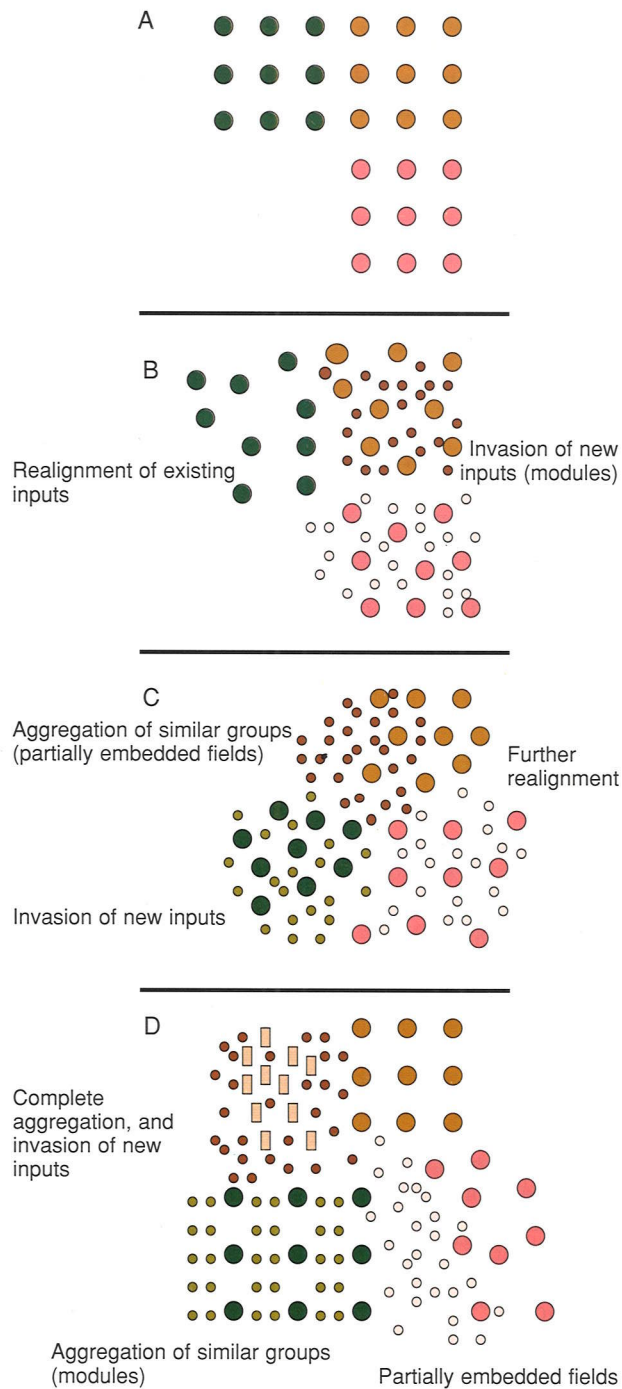 A
B
Realignment of existing
inputs
Invasion of new
inputs (modules)
C
Aggregation of similar groups
(partially embedded fields)
Further
realignment
Invasion of new inputs
D
Complete
aggregation, and
invasion of new
inputs
Aggregation of similar groups
(modules)
Partially embedded fields